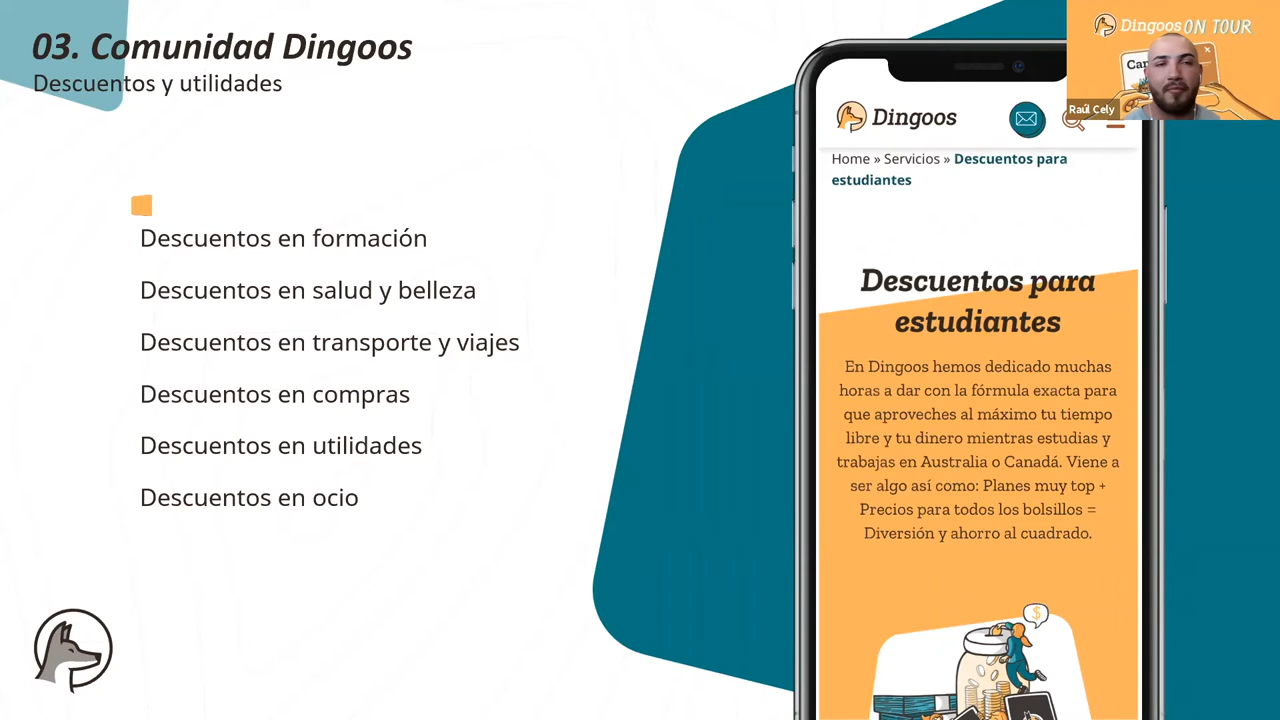 03. Comunidad Dingoos
Descuentos y utilidades
Descuentos en formación
Descuentos en salud y belleza
Descuentos en transporte y viajes
Descuentos en compras
Descuentos en utilidades
Descuentos en ocio
Dingoos
Home » Servicios » Descuentos para
estudiantes
Descuentos para
estudiantes
En Dingoos hemos dedicado muchas
horas a dar con la fórmula exacta para
que aproveches al máximo tu tiempo
libre y tu dinero mientras estudias y
trabajas en Australia o Canadá. Viene a
ser algo así como: Planes muy top +
Precios para todos los bolsillos =
Diversión y ahorro al cuadrado.
$
Dingoos ON TOUR
Raúl Cely